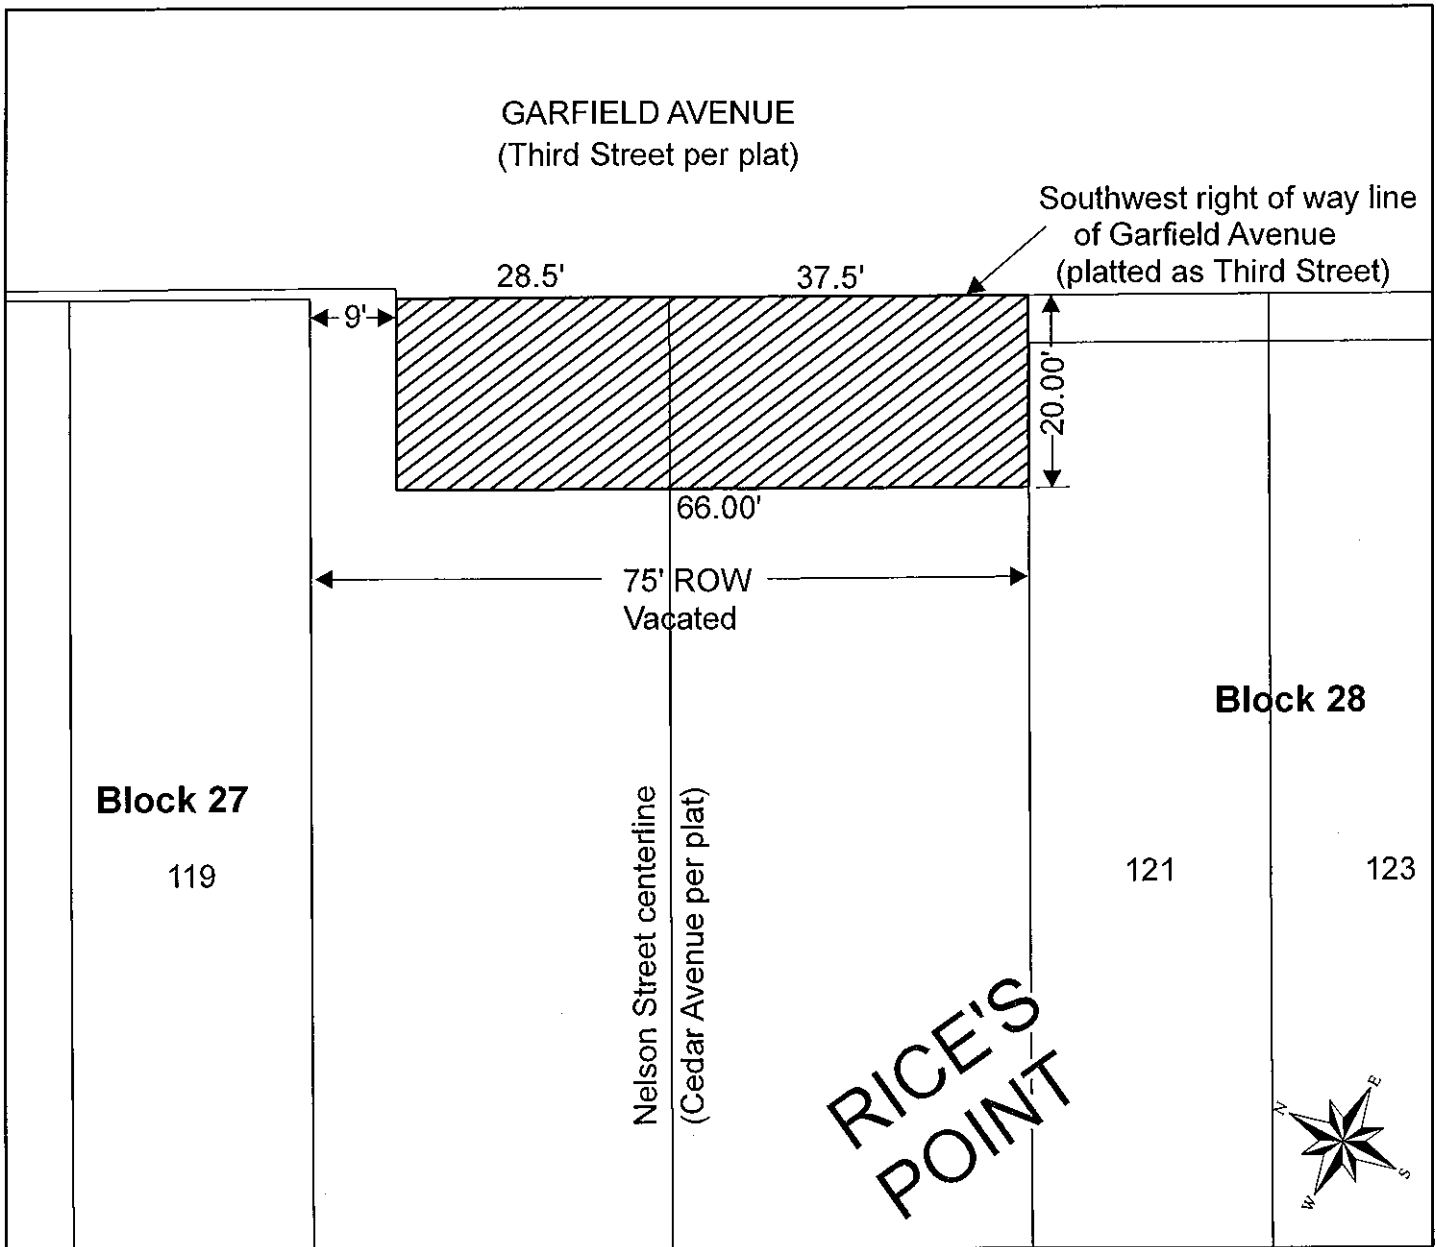 GARFIELD AVENUE
(Third Street per plat)
Southwest right of way line
of Garfield Avenue
(platted as Third Street)
28.5'
37.5'
9'
20.00'
66.00'
75' ROW
Vacated
Block 28
Block 27
Nelson Street centerline
(Cedar Avenue per plat)
119
121
123
RICE'S
POINT
N
E
S
W